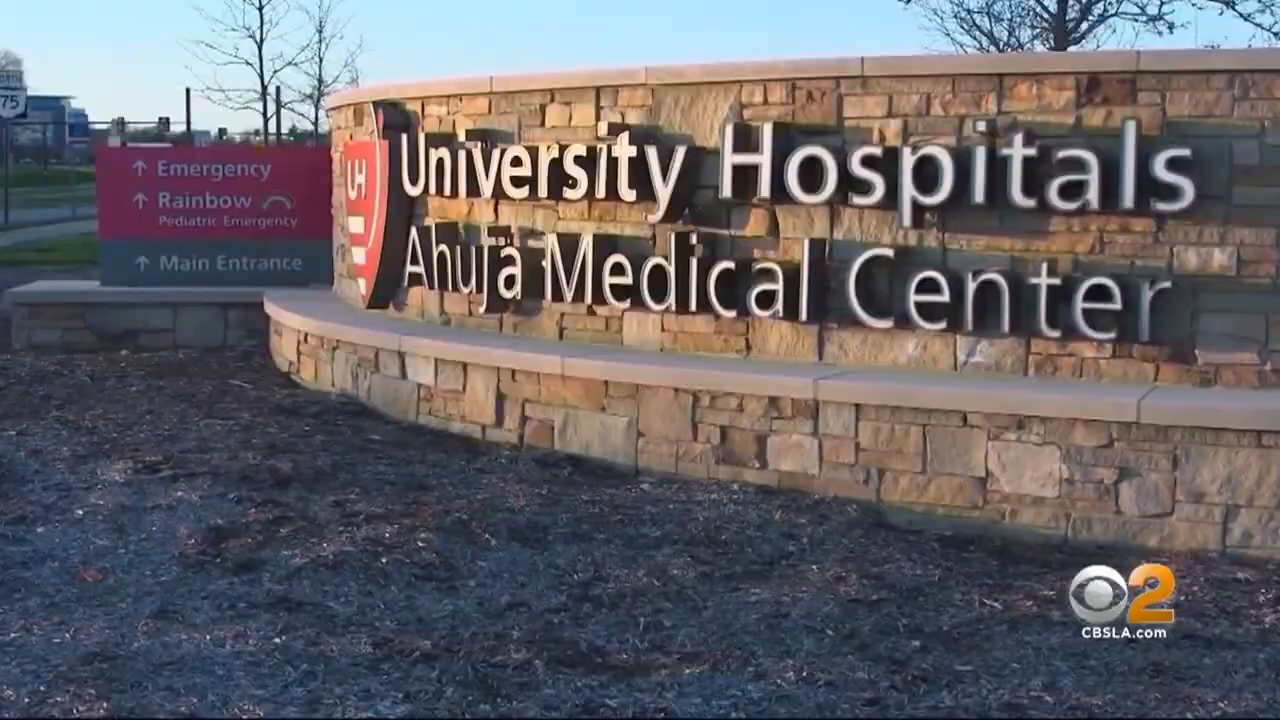 75
↑ Emergency
↑ Rainbow
Pediatric Emergency
↑ Main Entrance
UH
University Hospitals
Ahuja Medical Center
2
CBSLA.com